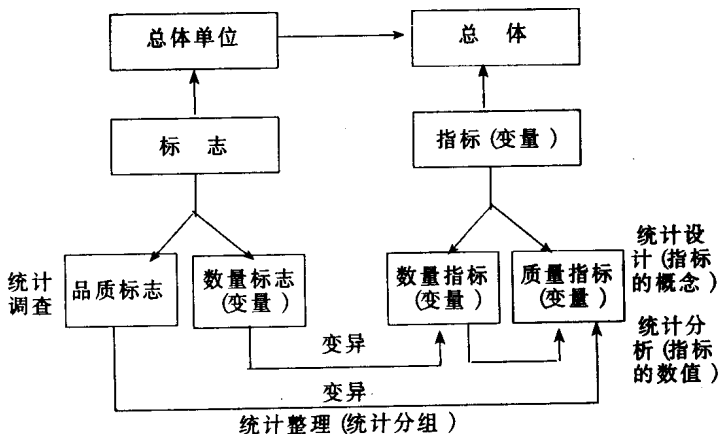 总体单位
总 体
标 志
指标(变量)
统计
调查
品质标志
数量标志
(变量)
数量指标
(变量)
质量指标
(变量)
统计设
计(指标
的概念)
统计分
析(指标
的数值)
变异
变异
统计整理(统计分组)